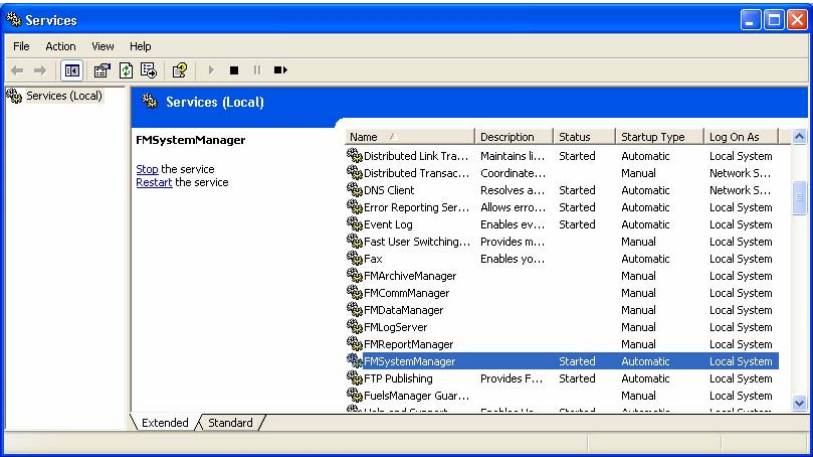 Services
File Action View Help
Services (Local)
Services (Local)
FMSystemManager
Stop the service
Restart the service
Name Description Status Startup Type Log On As
Distributed Link Tra... Maintains li... Started Automatic Local System
Distributed Transac... Coordinate... Manual Network S...
DNS Client Resolves a... Started Automatic Network S...
Error Reporting Ser... Allows erro... Started Automatic Local System
Event Log Enables ev... Started Automatic Local System
Fast User Switching... Provides m... Manual Local System
Fax Enables yo... Automatic Local System
FMArchiveManager Manual Local System
FMCommManager Manual Local System
FMDataManager Manual Local System
FMLogServer Manual Local System
FMReportManager Manual Local System
FMSystemManager Started Automatic Local System
FTP Publishing Provides F... Started Automatic Local System
FuelsManager Guar... Manual Local System
Extended Standard